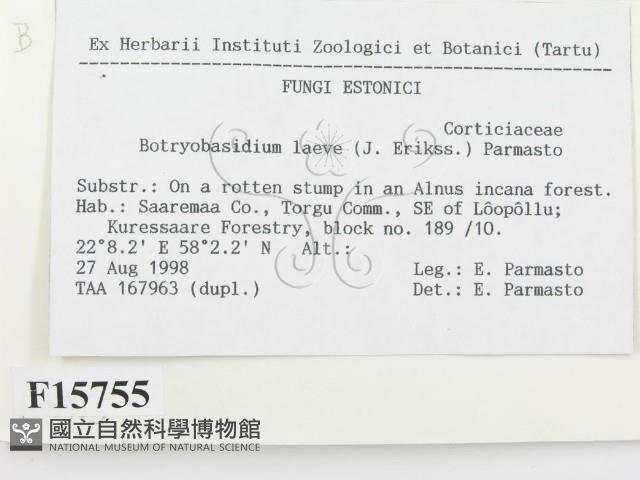 B
Ex Herbarii Instituti Zoologici et Botanici (Tartu)
FUNGI ESTONICI
Corticiaceae
Botryobasidium laeve (J. Erikss.) Parmasto
Substr.: On a rotten stump in an Alnus incana forest.
Hab.: Saaremaa Co., Torgu Comm., SE of Lôopôllu;
Kuressaare Forestry, block no. 189 /10.
22°8.2' E 58°2.2' N Alt.:
27 Aug 1998 Leg.: E. Parmasto
TAA 167963 (dupl.) Det.: E. Parmasto
F15755
國立自然科學博物館
NATIONAL MUSEUM OF NATURAL SCIENCE